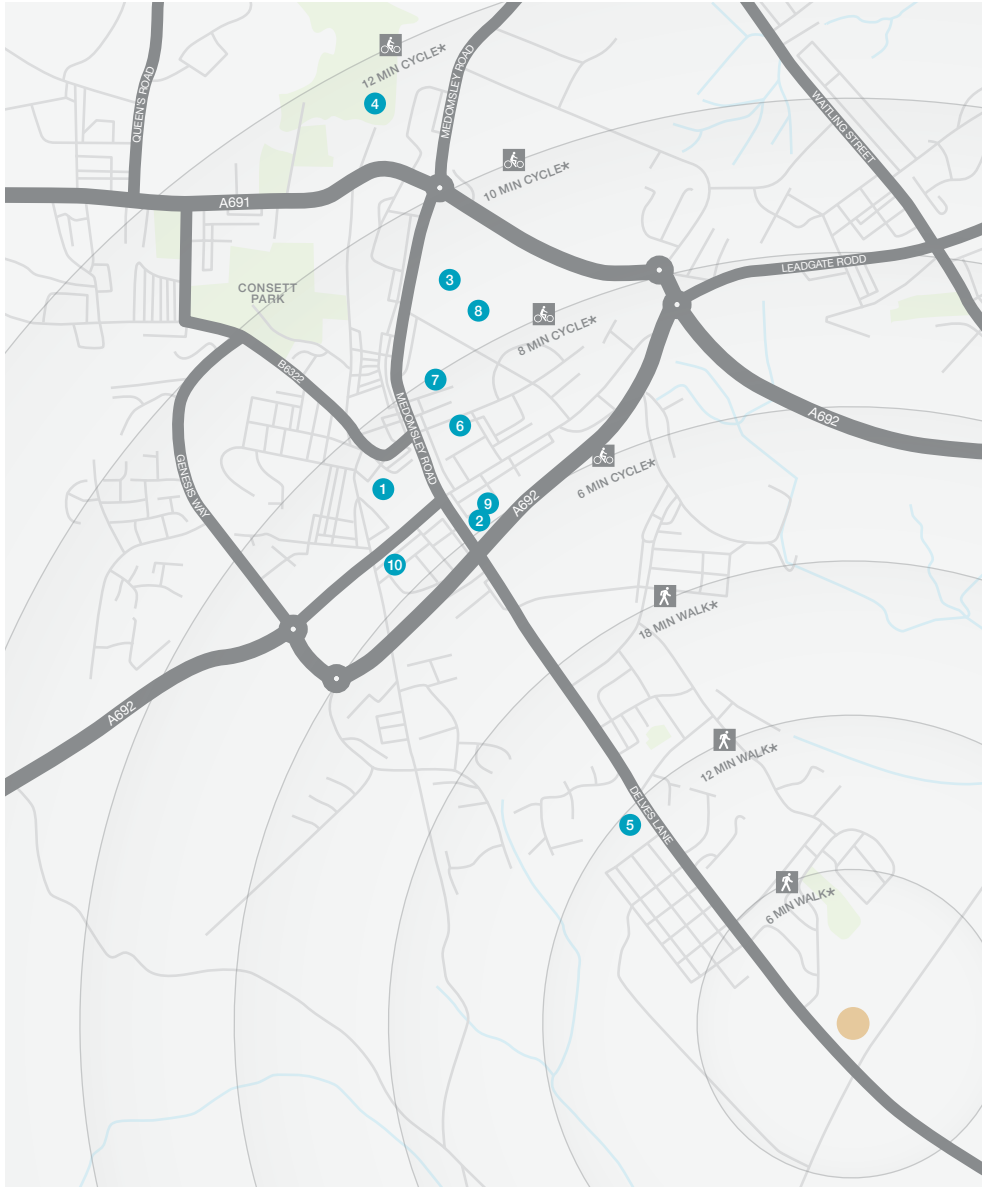 12 MIN CYCLE*
4
QUEEN'S ROAD
MEDOMSLEY ROAD
WAITLING STREET
10 MIN CYCLE*
A691
LEADGATE RODD
3
CONSETT
PARK
8
8 MIN CYCLE*
B6322
7
A692
MEDOMSLEY ROAD
6
6 MIN CYCLE*
GENESIS WAY
1
9
A692
2
10
18 MIN WALK*
A692
12 MIN WALK*
DELVES LANE
5
6 MIN WALK*